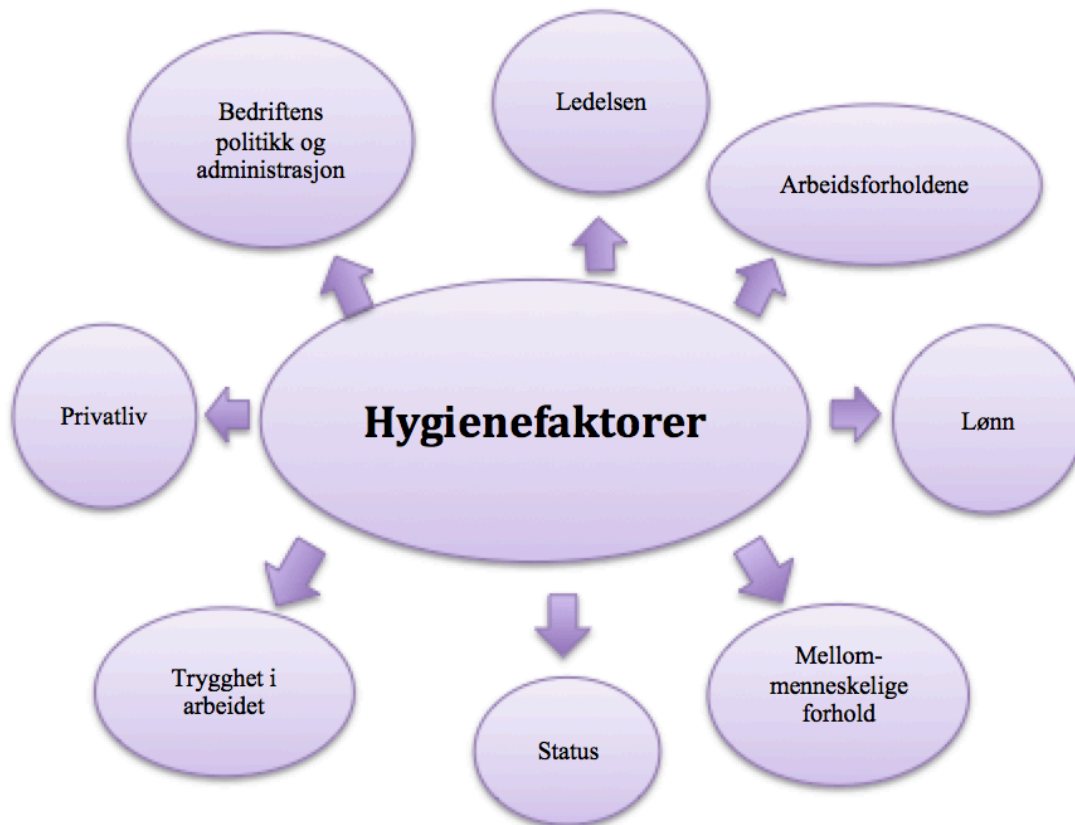 Bedriftens
politikk og
administrasjon
Ledelsen
Arbeidsforholdene
Privatliv
Hygienefaktorer
Lønn
Trygghet i
arbeidet
Status
Mellom-
menneskelige
forhold